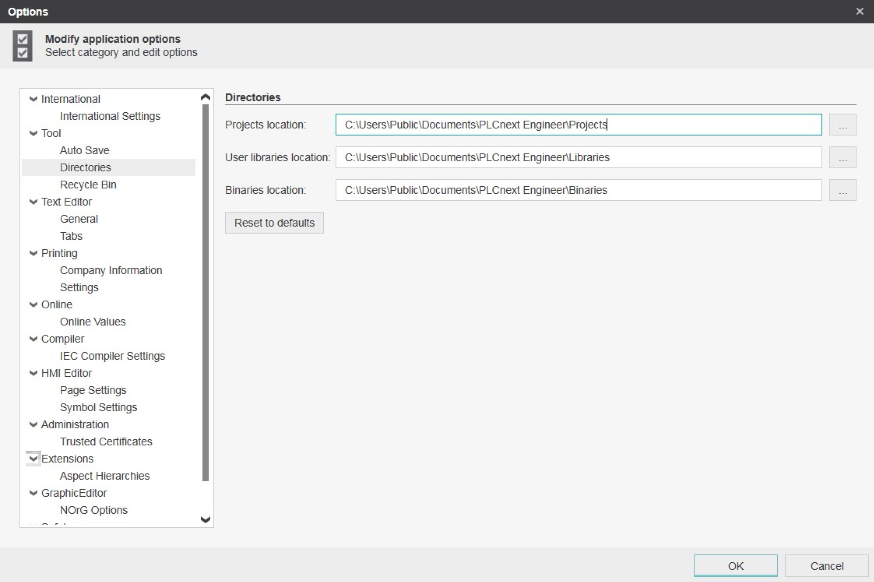 Options
Modify application options
Select category and edit options
International
International Settings
Tool
Auto Save
Directories
Recycle Bin
Text Editor
General
Tabs
Printing
Company Information
Settings
Online
Online Values
Compiler
IEC Compiler Settings
HMI Editor
Page Settings
Symbol Settings
Administration
Trusted Certificates
Extensions
Aspect Hierarchies
GraphicEditor
NOrG Options
Directories
Projects location: C:\Users\Public\Documents\PLCnext Engineer\Projects ...
User libraries location: C:\Users\Public\Documents\PLCnext Engineer\Libraries ...
Binaries location: C:\Users\Public\Documents\PLCnext Engineer\Binaries ...
Reset to defaults
OK Cancel